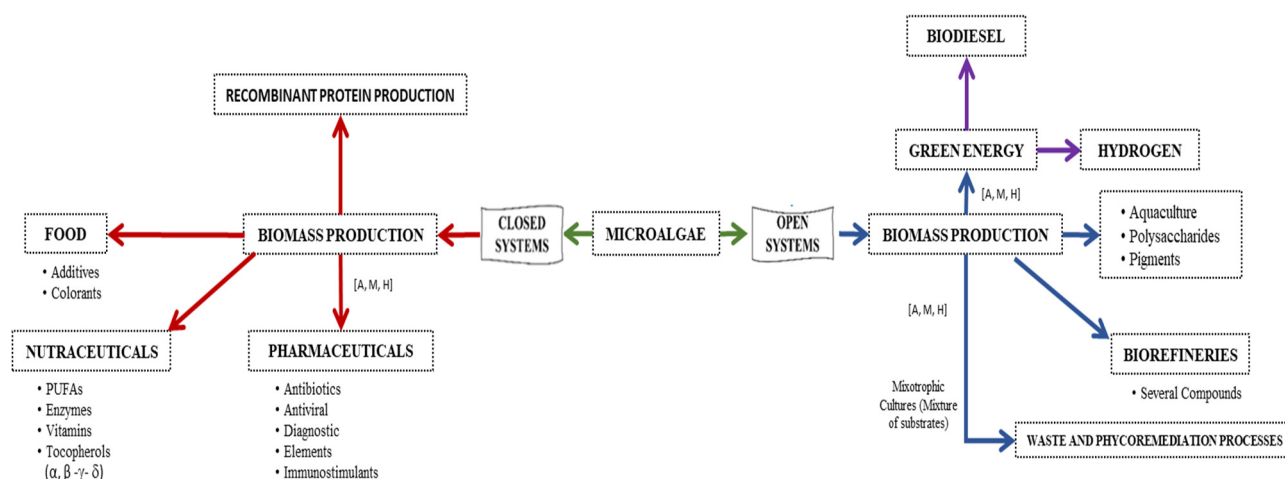 BIODIESEL
RECOMBINANT PROTEIN PRODUCTION
GREEN ENERGY
HYDROGEN
[A, M, H]
FOOD
• Additives
• Colorants
BIOMASS PRODUCTION
CLOSED
SYSTEMS
MICROALGAE
OPEN
SYSTEMS
BIOMASS PRODUCTION
• Aquaculture
• Polysaccharides
• Pigments
[A, M, H]
[A, M, H]
NUTRACEUTICALS
• PUFAs
• Enzymes
• Vitamins
• Tocopherols
(α, β -γ- δ)
PHARMACEUTICALS
• Antibiotics
• Antiviral
• Diagnostic
• Elements
• Immunostimulants
BIOREFINERIES
• Several Compounds
Mixotrophic
Cultures (Mixture
of substrates)
WASTE AND PHYCOREMEDIATION PROCESSES